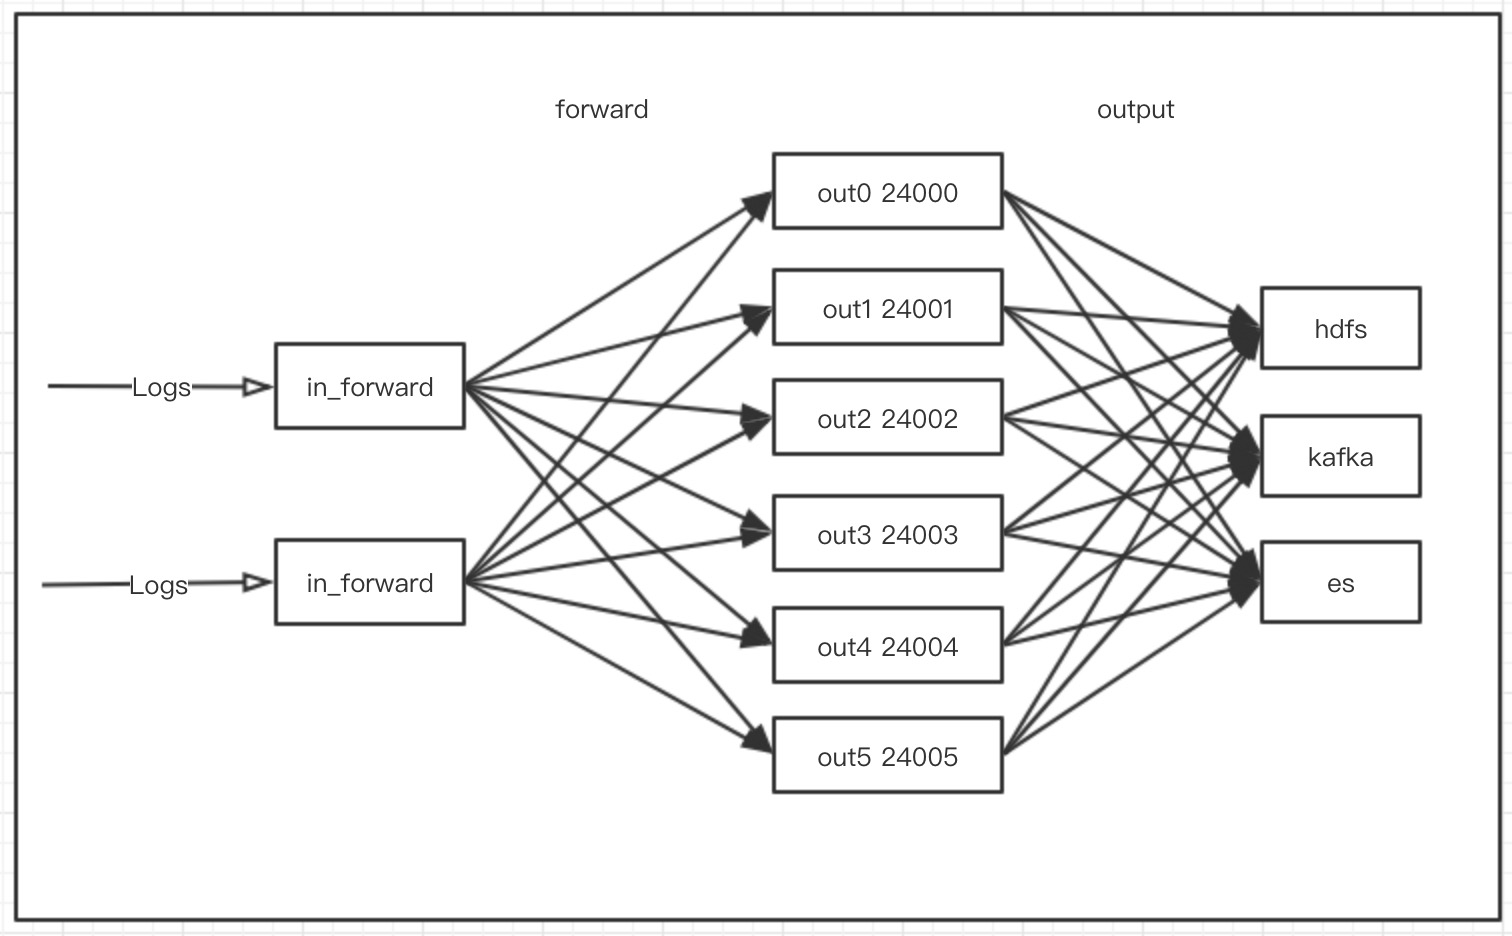 forward
output
out0 24000
out1 24001
hdfs
Logs
in_forward
out2 24002
kafka
out3 24003
Logs
in_forward
es
out4 24004
out5 24005